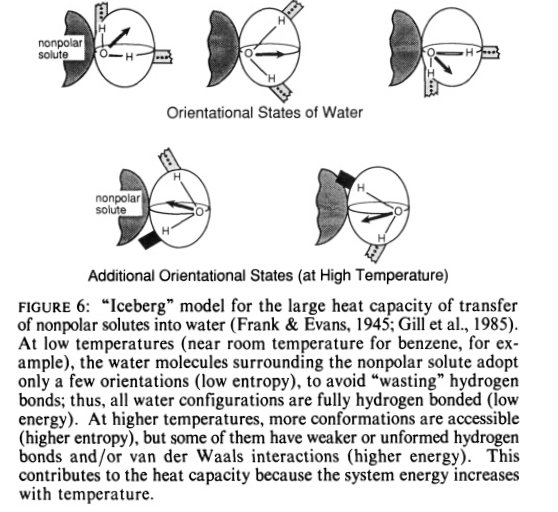 H
nonpolar
solute
O
H
H
O
H
O
H
H
Orientational States of Water
H
nonpolar
solute
O
H
H
O
H
Additional Orientational States (at High Temperature)
FIGURE 6: “Iceberg” model for the large heat capacity of transfer
of nonpolar solutes into water (Frank & Evans, 1945; Gill et al., 1985).
At low temperatures (near room temperature for benzene, for ex-
ample), the water molecules surrounding the nonpolar solute adopt
only a few orientations (low entropy), to avoid “wasting” hydrogen
bonds; thus, all water configurations are fully hydrogen bonded (low
energy). At higher temperatures, more conformations are accessible
(higher entropy), but some of them have weaker or unformed hydrogen
bonds and/or van der Waals interactions (higher energy). This
contributes to the heat capacity because the system energy increases
with temperature.